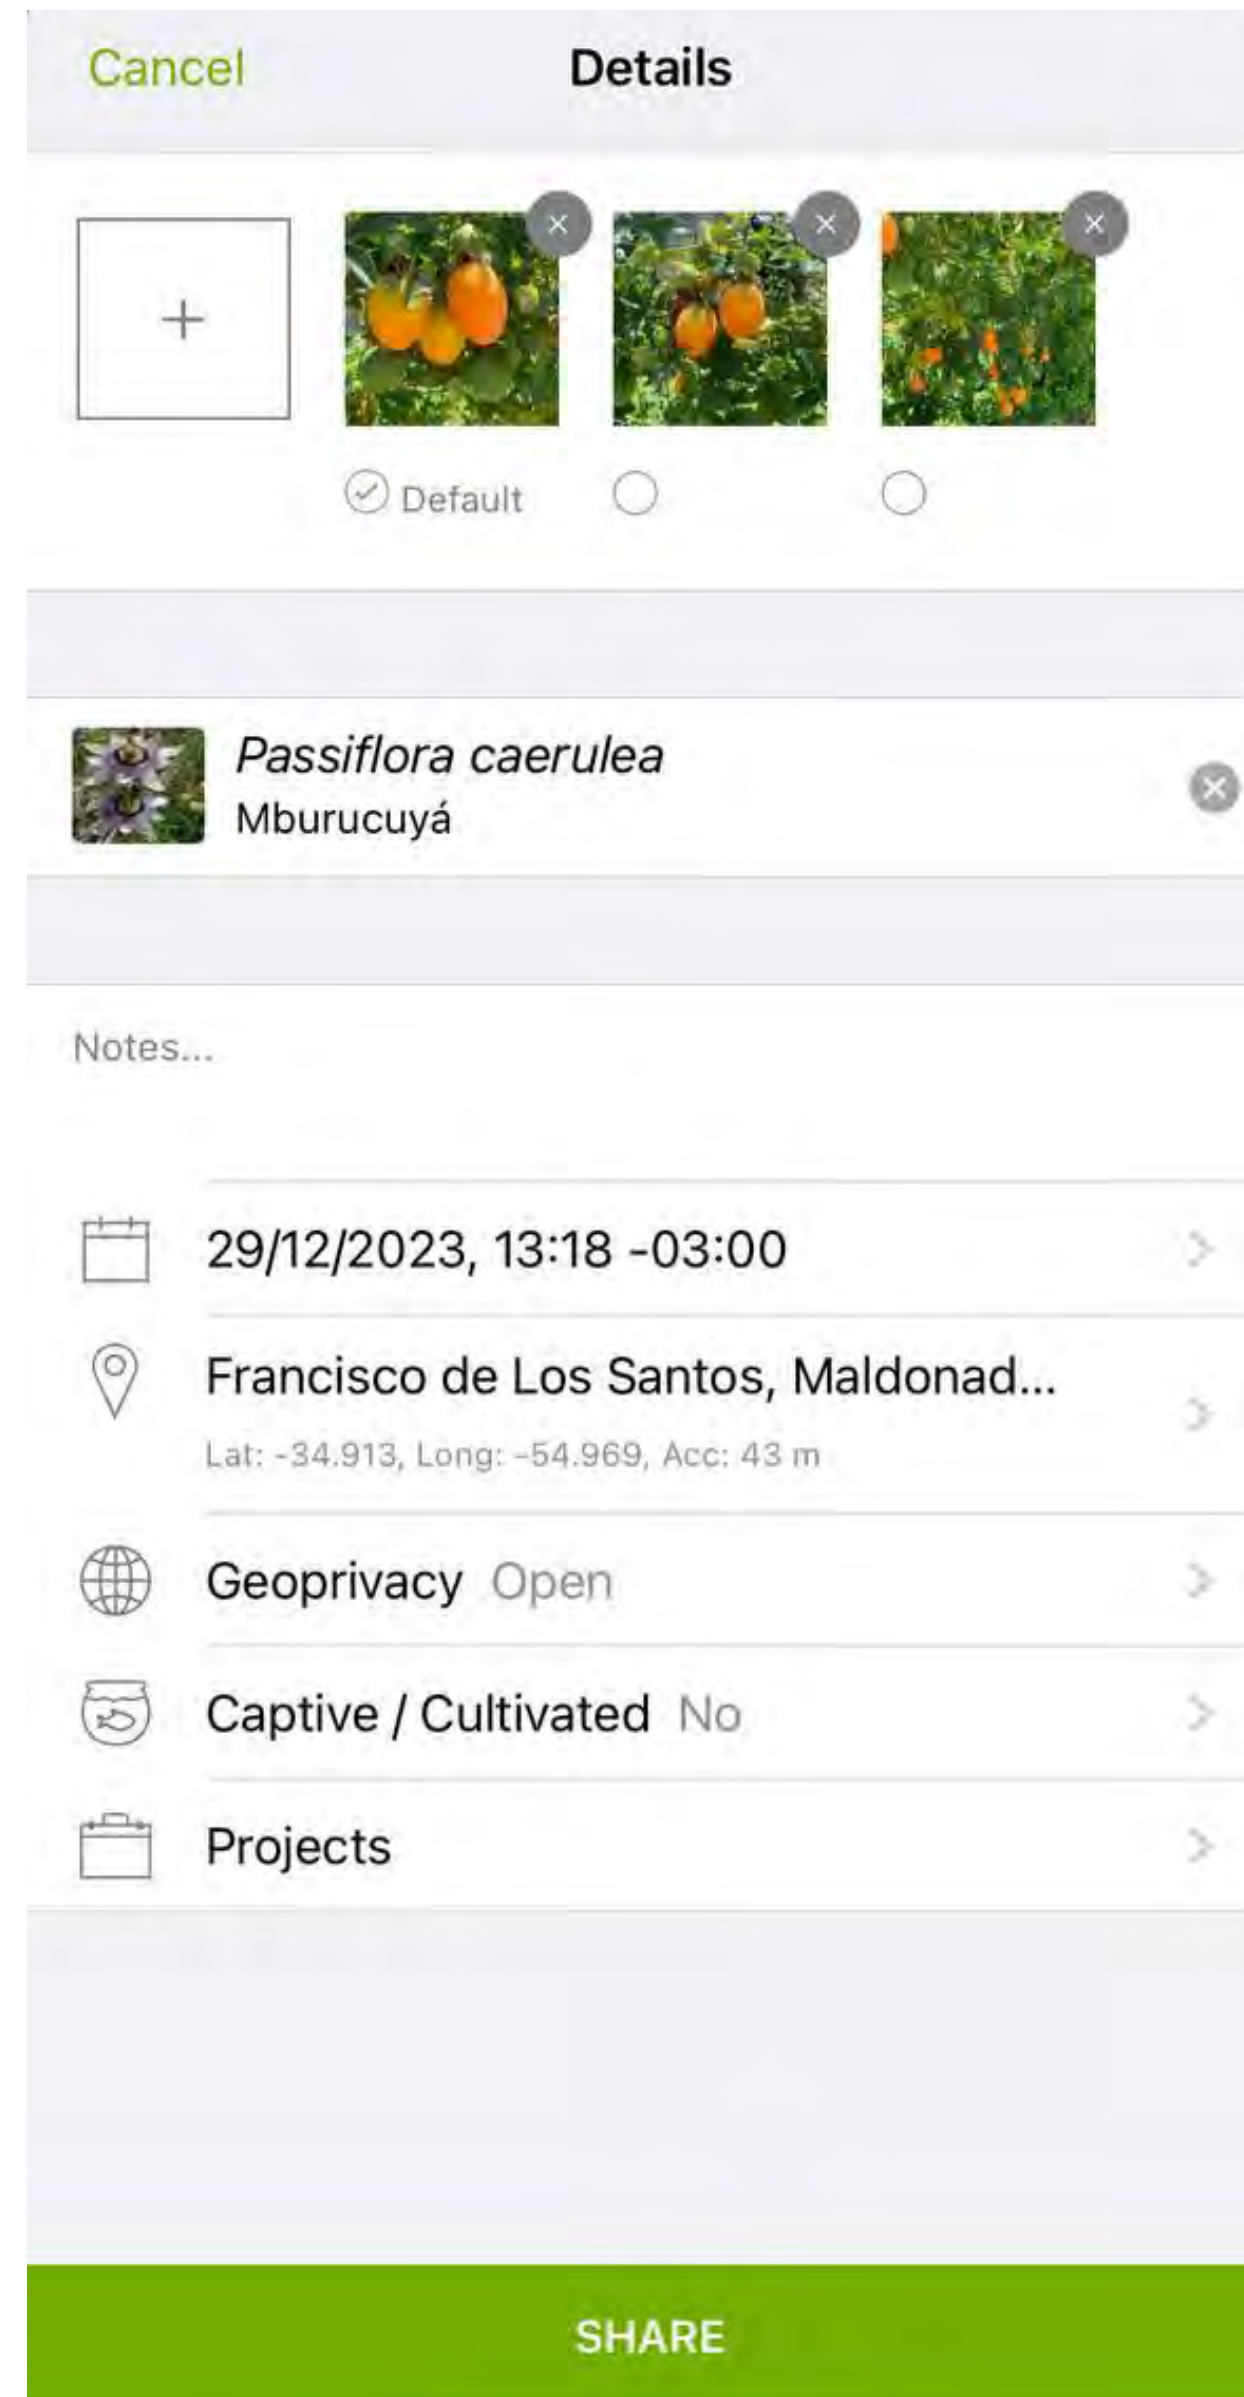 Cancel Details
Default
Passiflora caerulea
Mburucuyá
Notes...
29/12/2023, 13:18 -03:00
Francisco de Los Santos, Maldonad...
Lat: -34.913, Long: -54.969, Acc: 43 m
Geoprivacy Open
Captive / Cultivated No
Projects
SHARE